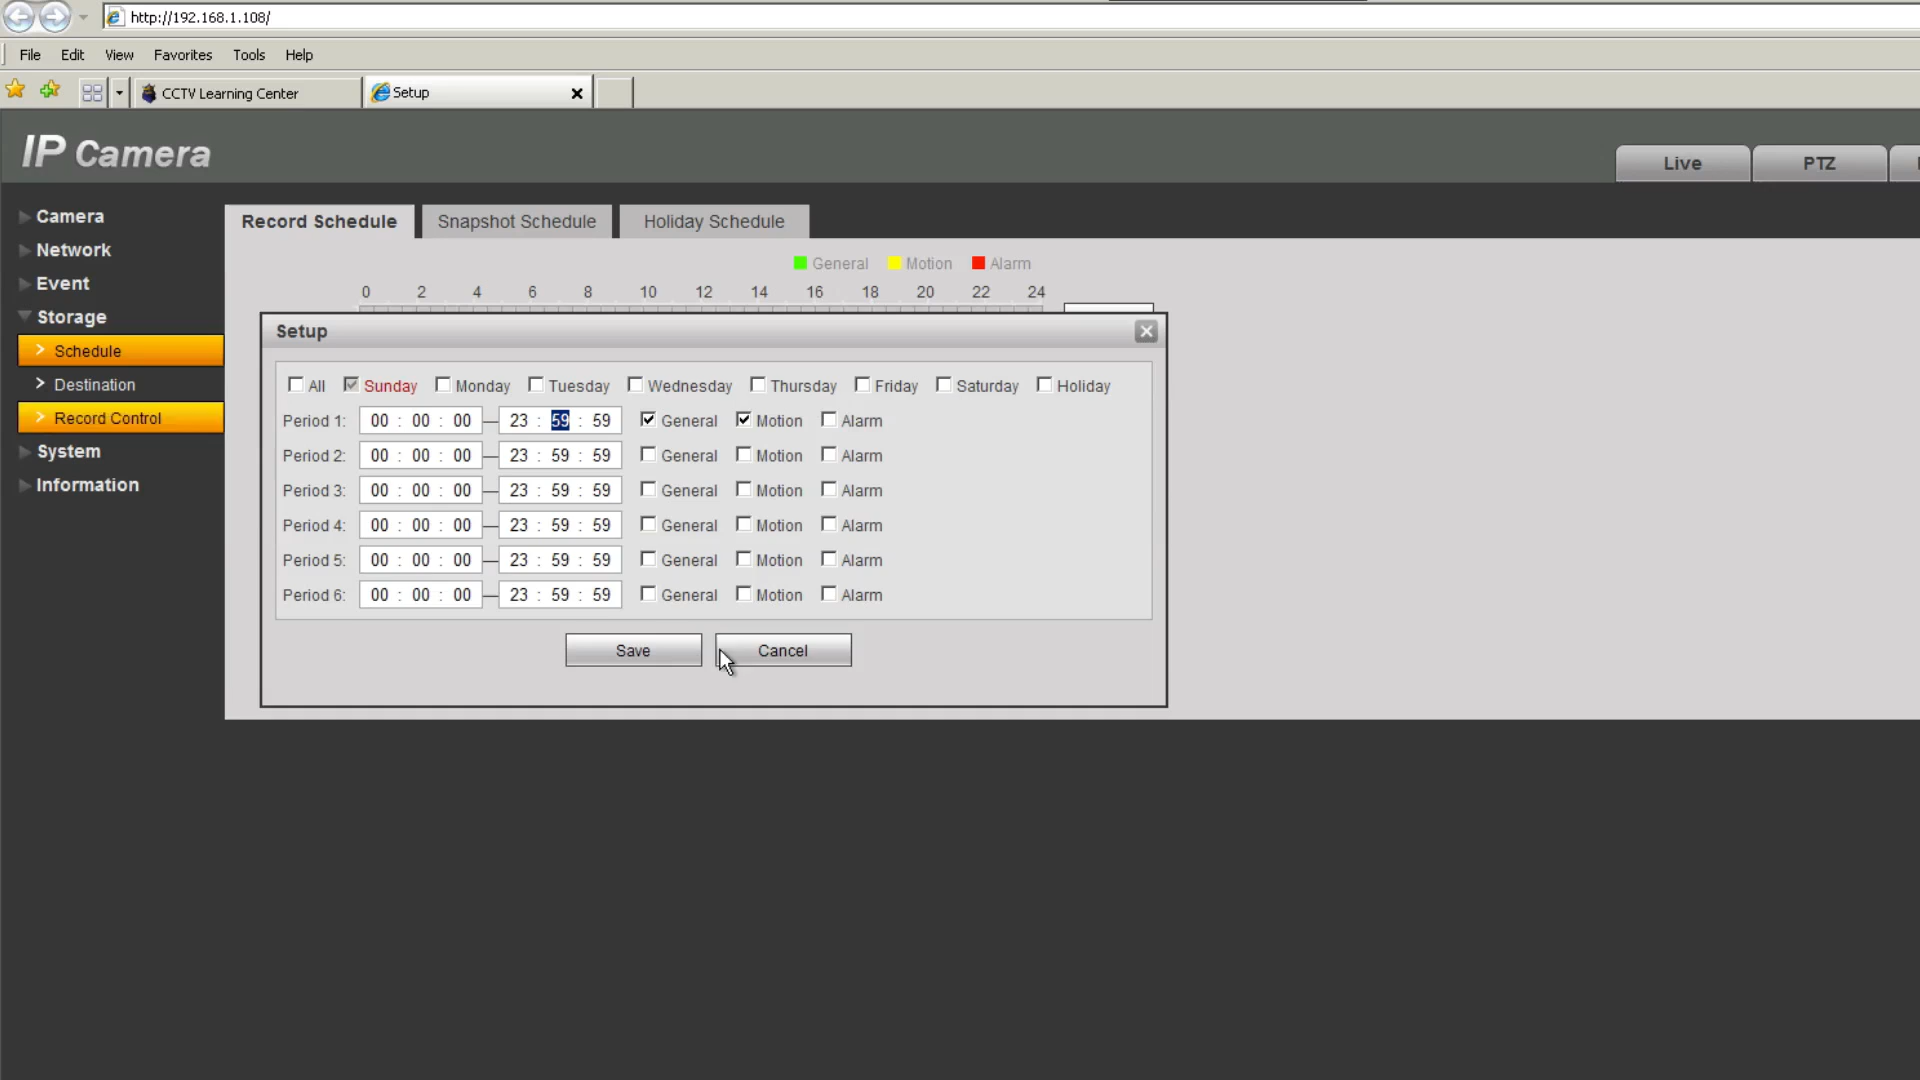 http://192.168.1.108/
File Edit View Favorites Tools Help
CCTV Learning Center Setup
IP Camera
Live PTZ
Camera
Network
Event
Storage
Schedule
Destination
Record Control
System
Information
Record Schedule Snapshot Schedule Holiday Schedule
General Motion Alarm
0 2 4 6 8 10 12 14 16 18 20 22 24
Setup
All Sunday Monday Tuesday Wednesday Thursday Friday Saturday Holiday
Period 1: 00 : 00 : 00 — 23 : 59 : 59 General Motion Alarm
Period 2: 00 : 00 : 00 — 23 : 59 : 59 General Motion Alarm
Period 3: 00 : 00 : 00 — 23 : 59 : 59 General Motion Alarm
Period 4: 00 : 00 : 00 — 23 : 59 : 59 General Motion Alarm
Period 5: 00 : 00 : 00 — 23 : 59 : 59 General Motion Alarm
Period 6: 00 : 00 : 00 — 23 : 59 : 59 General Motion Alarm
Save Cancel